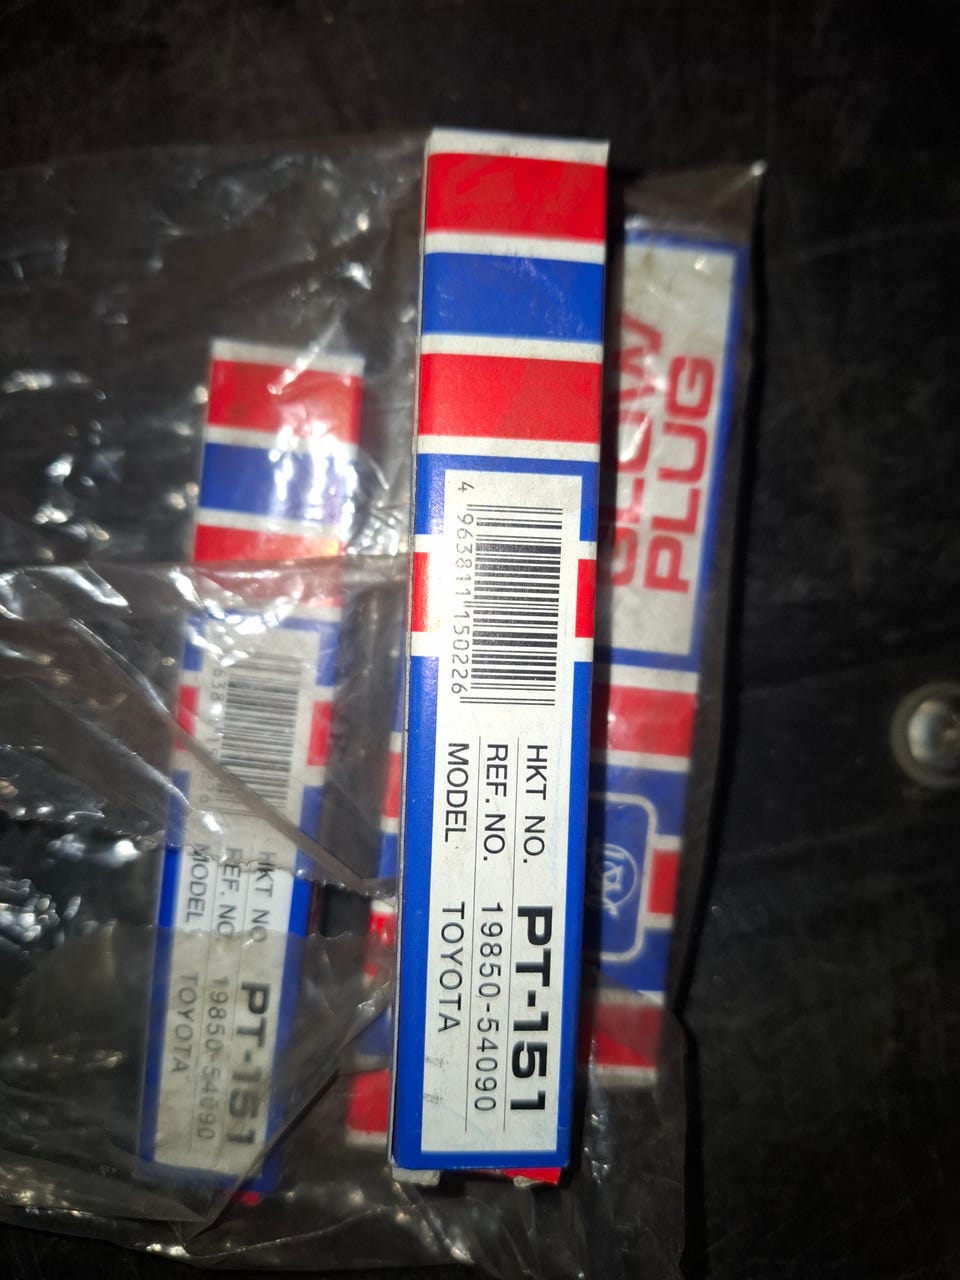 4 963811 150226
HKT NO. PT-151
REF. NO. 19850-54090
MODEL TOYOTA
GLOW
PLUG
HKT NO PT-151
REF. NO. 19850-54090
MODEL TOYOTA